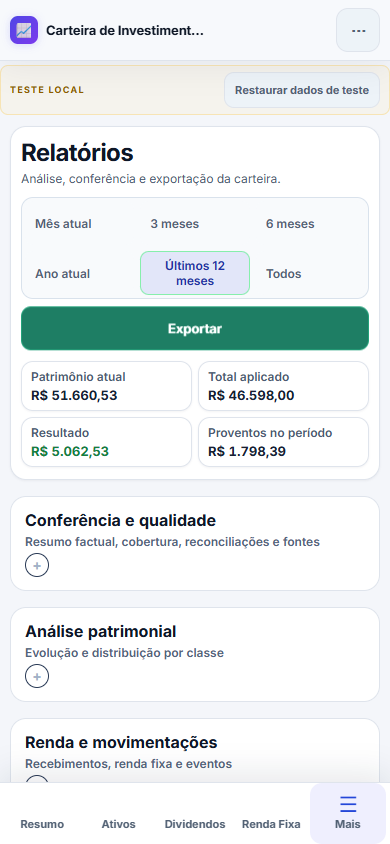 Carteira de Investiment...
...
TESTE LOCAL
Restaurar dados de teste
Relatórios
Análise, conferência e exportação da carteira.
Mês atual
3 meses
6 meses
Ano atual
Últimos 12
meses
Todos
Exportar
Patrimônio atual
R$ 51.660,53
Total aplicado
R$ 46.598,00
Resultado
R$ 5.062,53
Proventos no período
R$ 1.798,39
Conferência e qualidade
Resumo factual, cobertura, reconciliações e fontes
+
Análise patrimonial
Evolução e distribuição por classe
+
Renda e movimentações
Recebimentos, renda fixa e eventos
Resumo
Ativos
Dividendos
Renda Fixa
Mais